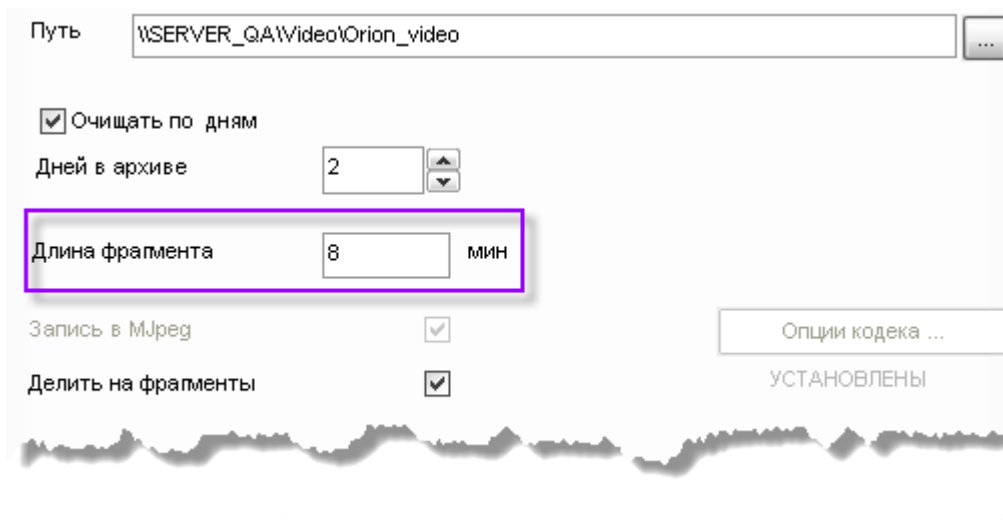 Путь \\SERVER_QA\Video\Orion_video ...
Очищать по дням
Дней в архиве 2
Длина фрагмента 8 мин
Запись в MJpeg Опции кодека ...
Делить на фрагменты УСТАНОВЛЕНЫ